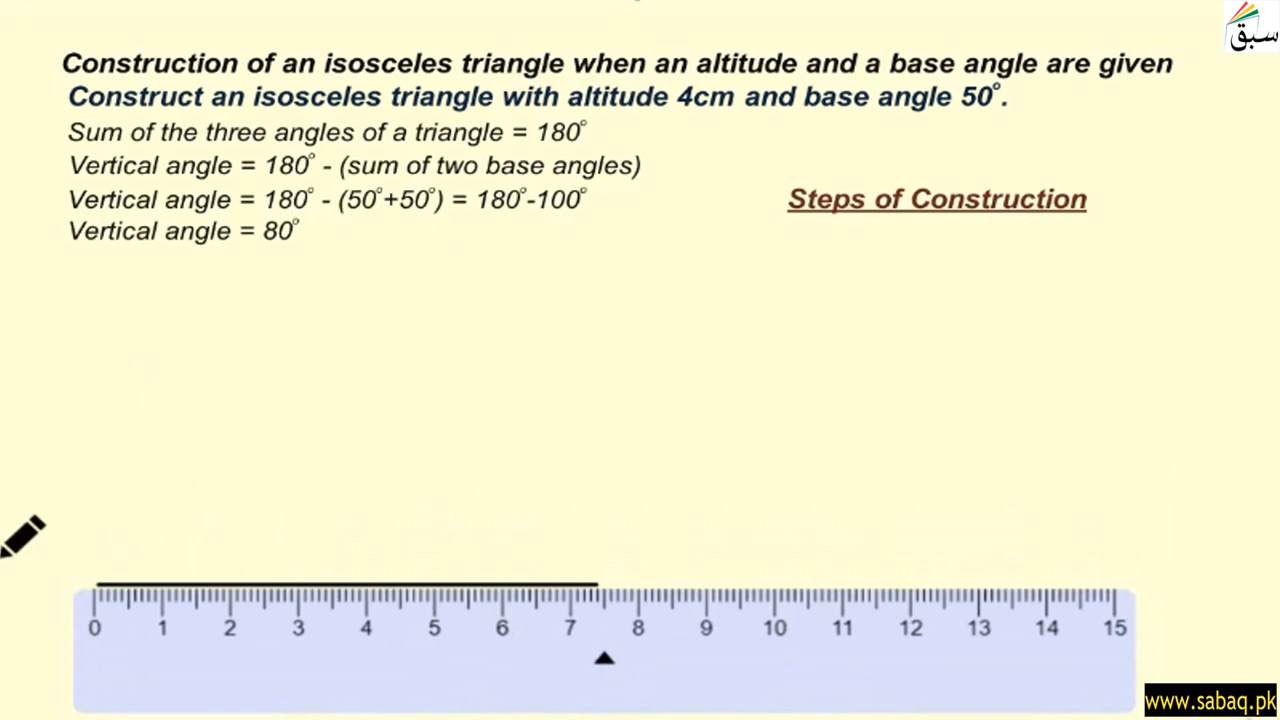 سبق
Construction of an isosceles triangle when an altitude and a base angle are given
Construct an isosceles triangle with altitude 4cm and base angle 50°.
Sum of the three angles of a triangle = 180°
Vertical angle = 180° - (sum of two base angles)
Vertical angle = 180° - (50°+50°) = 180°-100°
Steps of Construction
Vertical angle = 80°
0 1 2 3 4 5 6 7 8 9 10 11 12 13 14 15
www.sabaq.pk